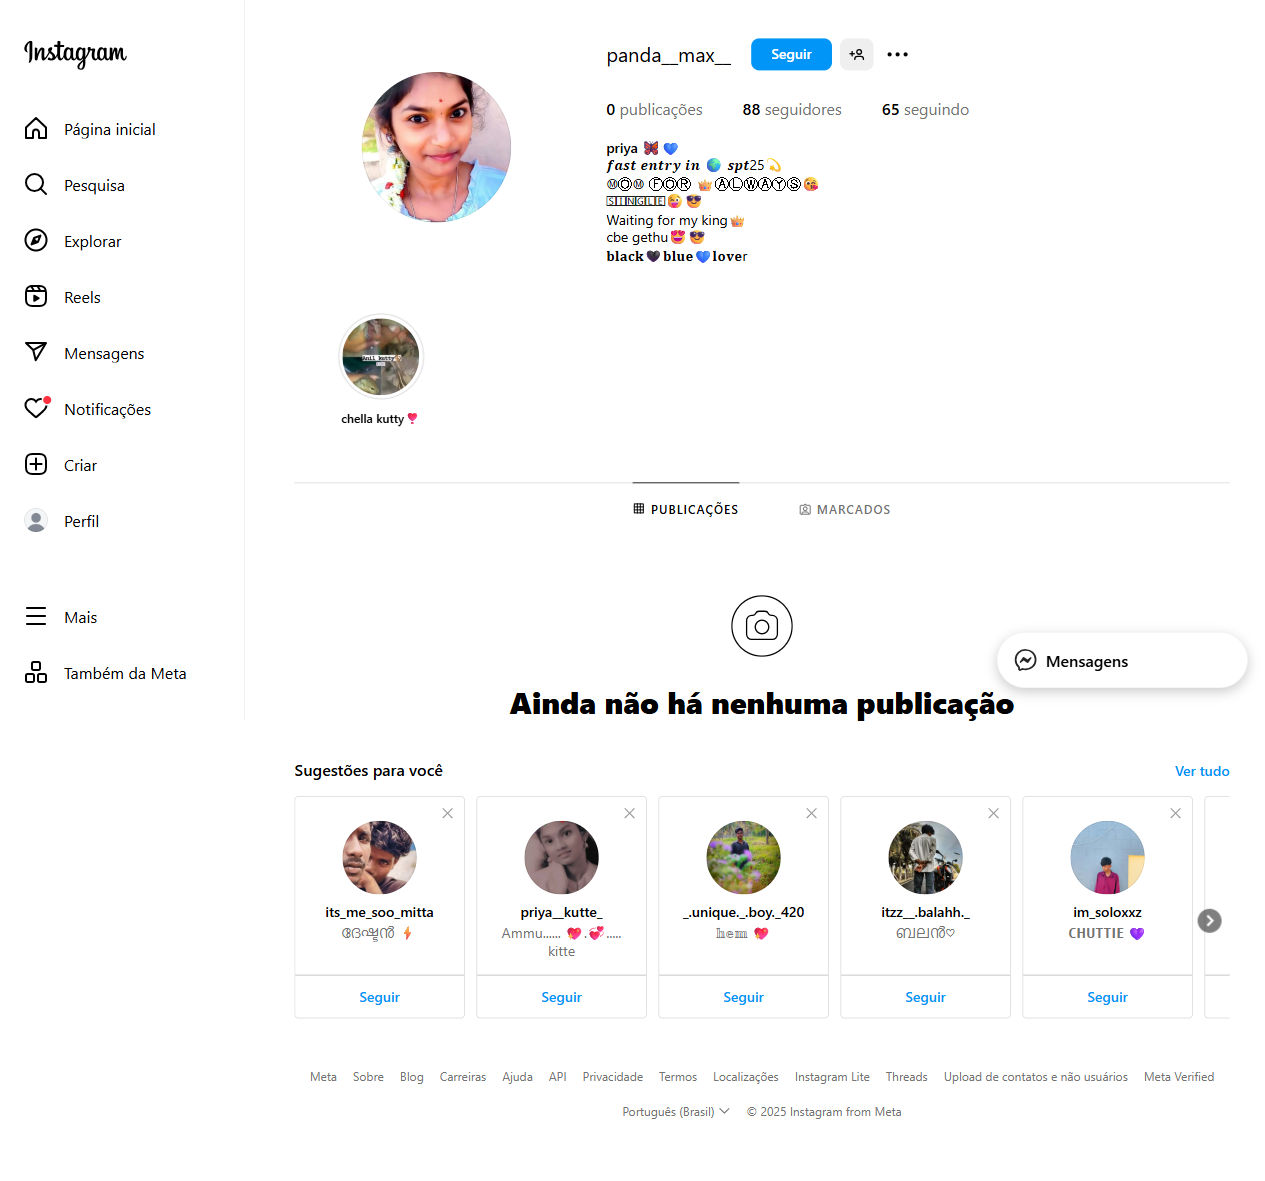 Instagram
Página inicial
Pesquisa
Explorar
Reels
Mensagens
Notificações
Criar
Perfil
Mais
Também da Meta
panda__max__
Seguir
0 publicações 88 seguidores 65 seguindo
priya 🦋 💙
𝒇𝒂𝒔𝒕 𝒆𝒏𝒕𝒓𝒚 𝒊𝒏 🌍 𝒔𝒑𝒕25💫
ⓂⓄⓂ ⒻⓄⓇ 👑ⒶⓁⓌⒶⓎⓈ😘
🅂🄸🄽🄶🄻🄴😜 😎
Waiting for my king👑
cbe gethu😍 😎
𝐛𝐥𝐚𝐜𝐤🖤𝐛𝐥𝐮𝐞💙𝐥𝐨𝐯𝐞r
chella kutty❣️
PUBLICAÇÕES
MARCADOS
Ainda não há nenhuma publicação
Mensagens
Sugestões para você
Ver tudo
its_me_soo_mitta
ദേഷ്ടൻ ⚡
Seguir
priya__kutte_
Ammu...... 💖.💞.....
kitte
Seguir
_.unique._.boy._420
𝕙𝕖𝕞 💖
Seguir
itzz__.balahh._
ബലൻ♡
Seguir
im_soloxxz
CHUTTIE 💜
Seguir
Meta Sobre Blog Carreiras Ajuda API Privacidade Termos Localizações Instagram Lite Threads Upload de contatos e não usuários Meta Verified
Português (Brasil) © 2025 Instagram from Meta